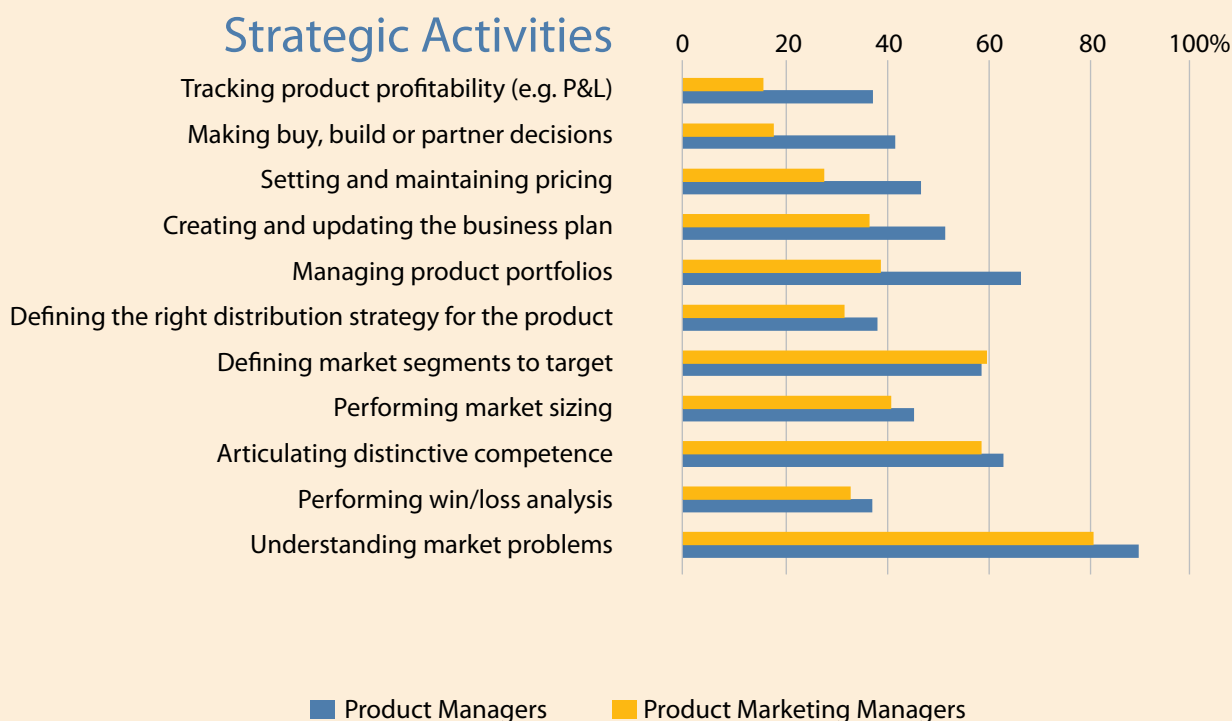 Strategic Activities
0 20 40 60 80 100%
Tracking product profitability (e.g. P&L)
Making buy, build or partner decisions
Setting and maintaining pricing
Creating and updating the business plan
Managing product portfolios
Defining the right distribution strategy for the product
Defining market segments to target
Performing market sizing
Articulating distinctive competence
Performing win/loss analysis
Understanding market problems
Product Managers Product Marketing Managers